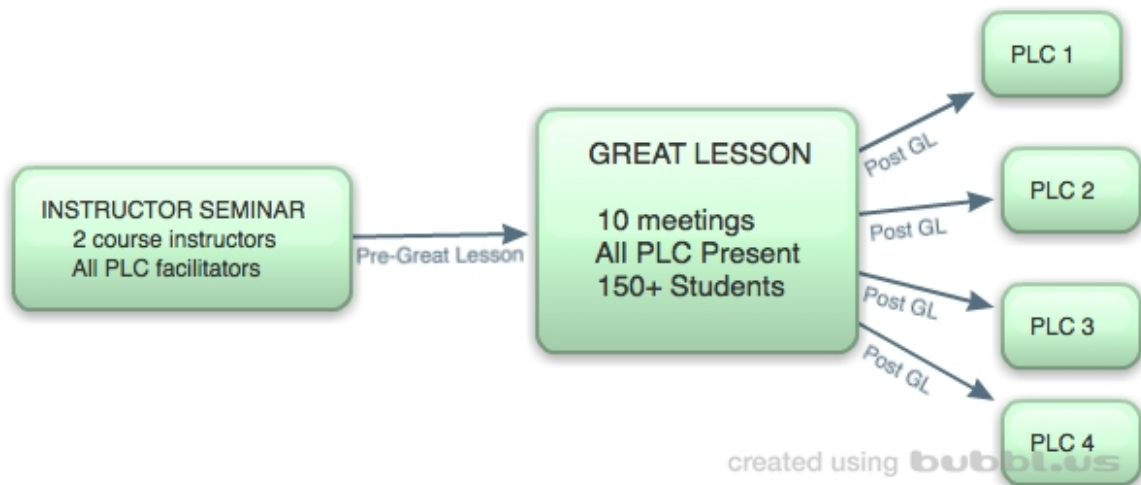 INSTRUCTOR SEMINAR
2 course instructors
All PLC facilitators
Pre-Great Lesson
GREAT LESSON
10 meetings
All PLC Present
150+ Students
Post GL
PLC 1
Post GL
PLC 2
Post GL
PLC 3
Post GL
PLC 4
created using bubbl.us